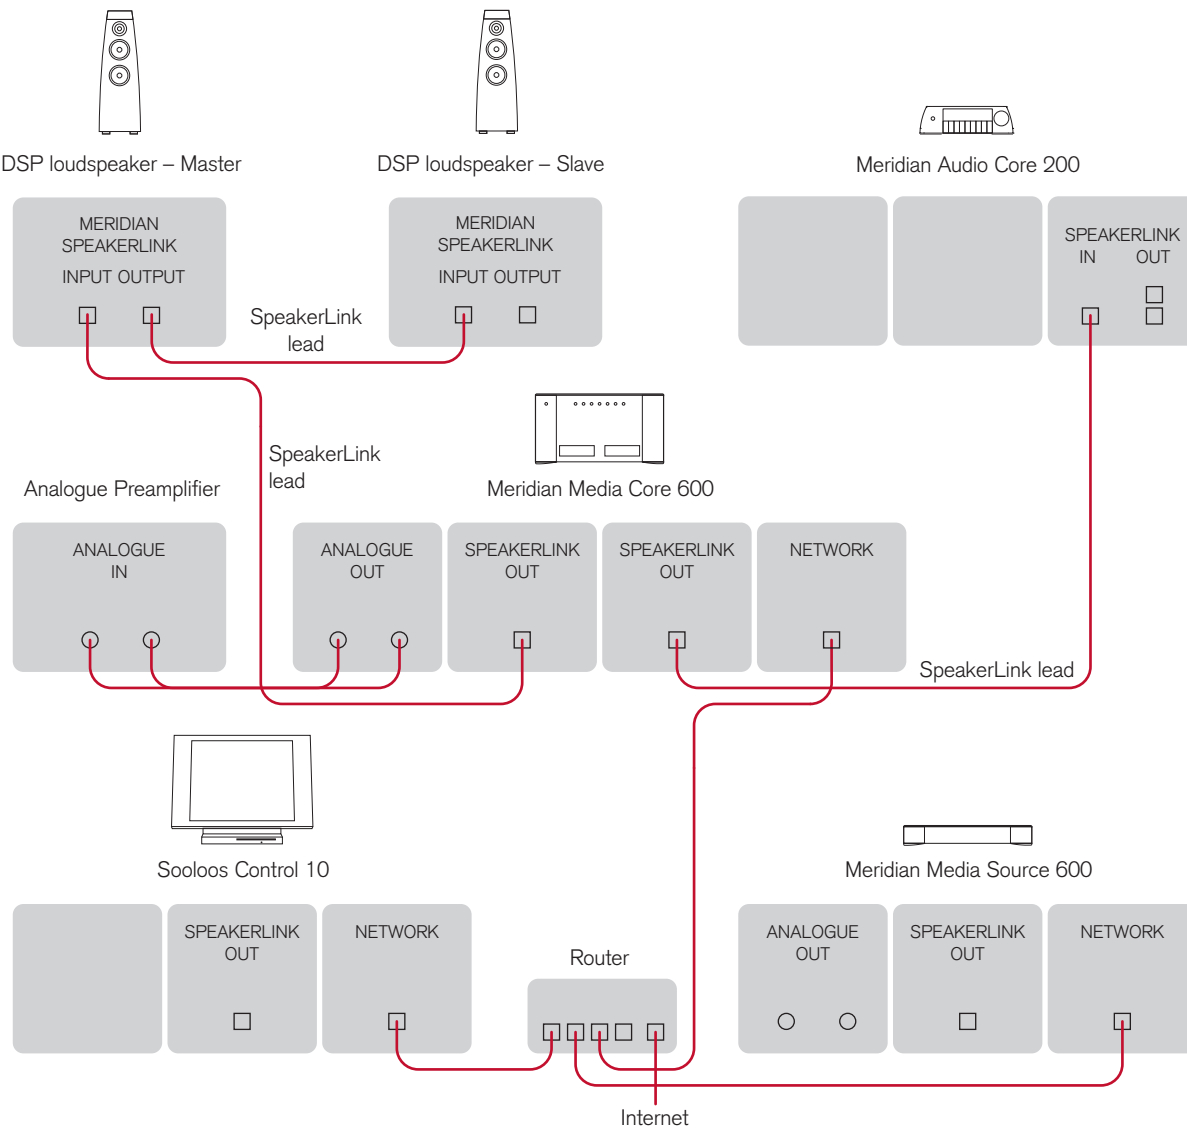 DSP loudspeaker – Master
DSP loudspeaker – Slave
Meridian Audio Core 200
MERIDIAN
SPEAKERLINK
INPUT OUTPUT
MERIDIAN
SPEAKERLINK
INPUT OUTPUT
SPEAKERLINK
IN OUT
SpeakerLink
lead
SpeakerLink
lead
Analogue Preamplifier
Meridian Media Core 600
ANALOGUE
IN
ANALOGUE
OUT
SPEAKERLINK
OUT
SPEAKERLINK
OUT
NETWORK
SpeakerLink lead
Sooloos Control 10
Meridian Media Source 600
SPEAKERLINK
OUT
NETWORK
Router
ANALOGUE
OUT
SPEAKERLINK
OUT
NETWORK
Internet